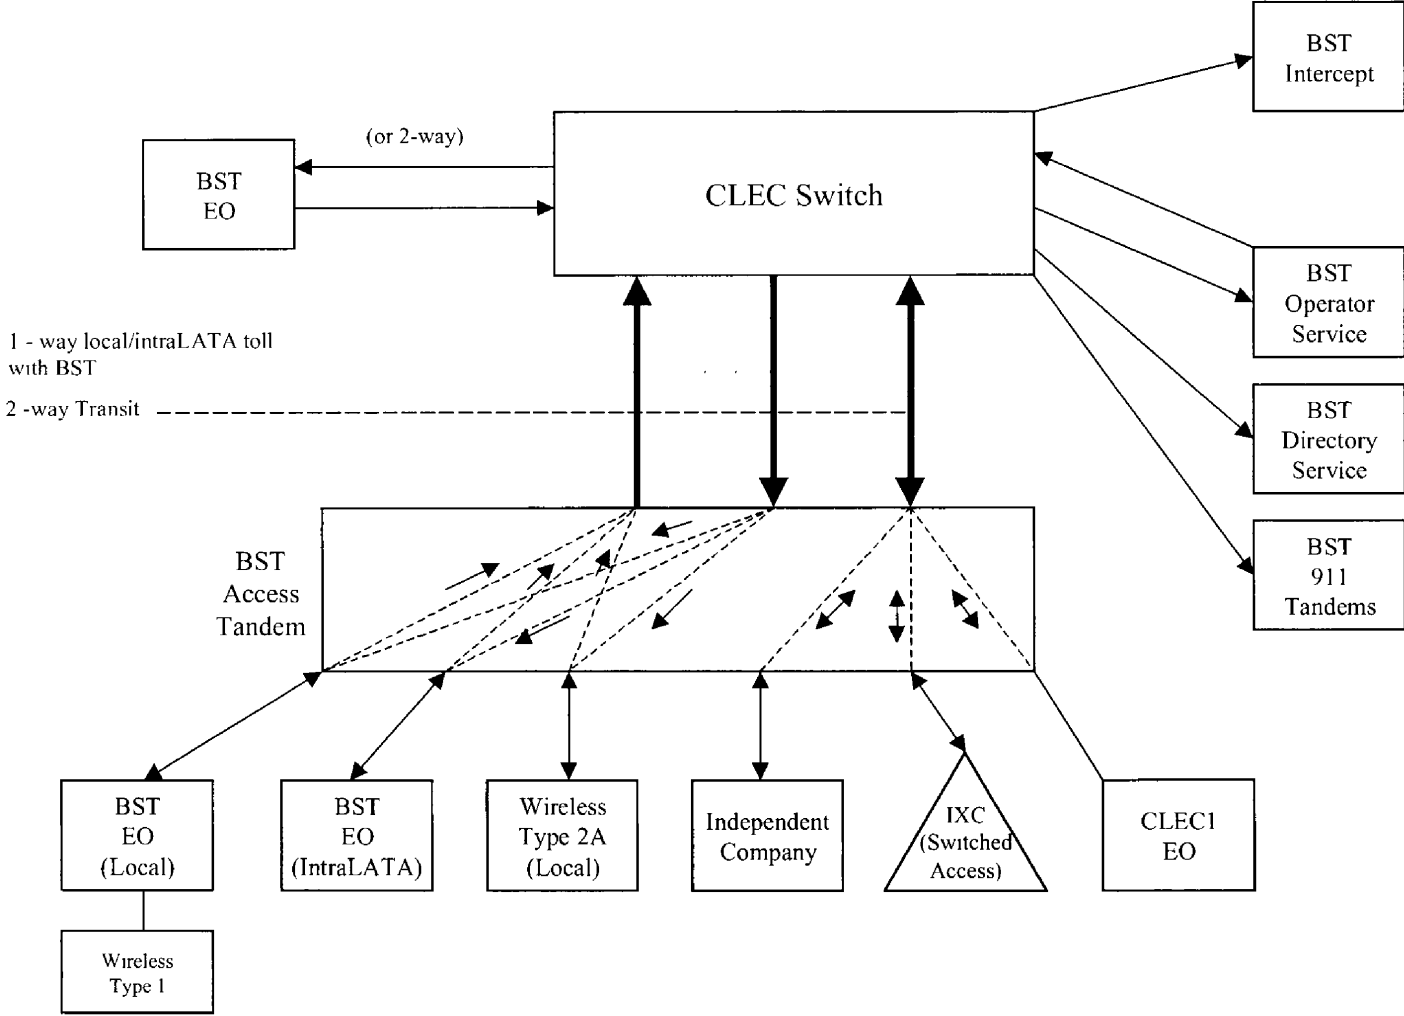 BST
Intercept
(or 2-way)
BST
EO
CLEC Switch
BST
Operator
Service
1 - way local/intraLATA toll
with BST
2 -way Transit
BST
Directory
Service
BST
Access
Tandem
BST
911
Tandems
BST
EO
(Local)
BST
EO
(IntraLATA)
Wireless
Type 2A
(Local)
Independent
Company
IXC
(Switched
Access)
CLEC1
EO
Wireless
Type 1